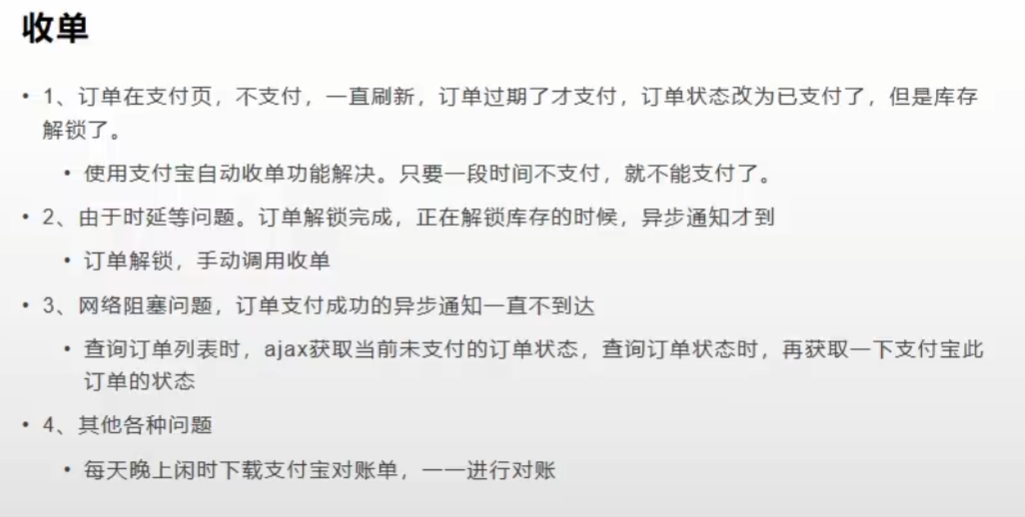 收单
• 1、订单在支付页，不支付，一直刷新，订单过期了才支付，订单状态改为已支付了，但是库存
解锁了。
• 使用支付宝自动收单功能解决。只要一段时间不支付，就不能支付了。
• 2、由于时延等问题。订单解锁完成，正在解锁库存的时候，异步通知才到
• 订单解锁，手动调用收单
• 3、网络阻塞问题，订单支付成功的异步通知一直不到达
• 查询订单列表时，ajax获取当前未支付的订单状态，查询订单状态时，再获取一下支付宝此
订单的状态
• 4、其他各种问题
• 每天晚上闲时下载支付宝对账单，一一进行对账